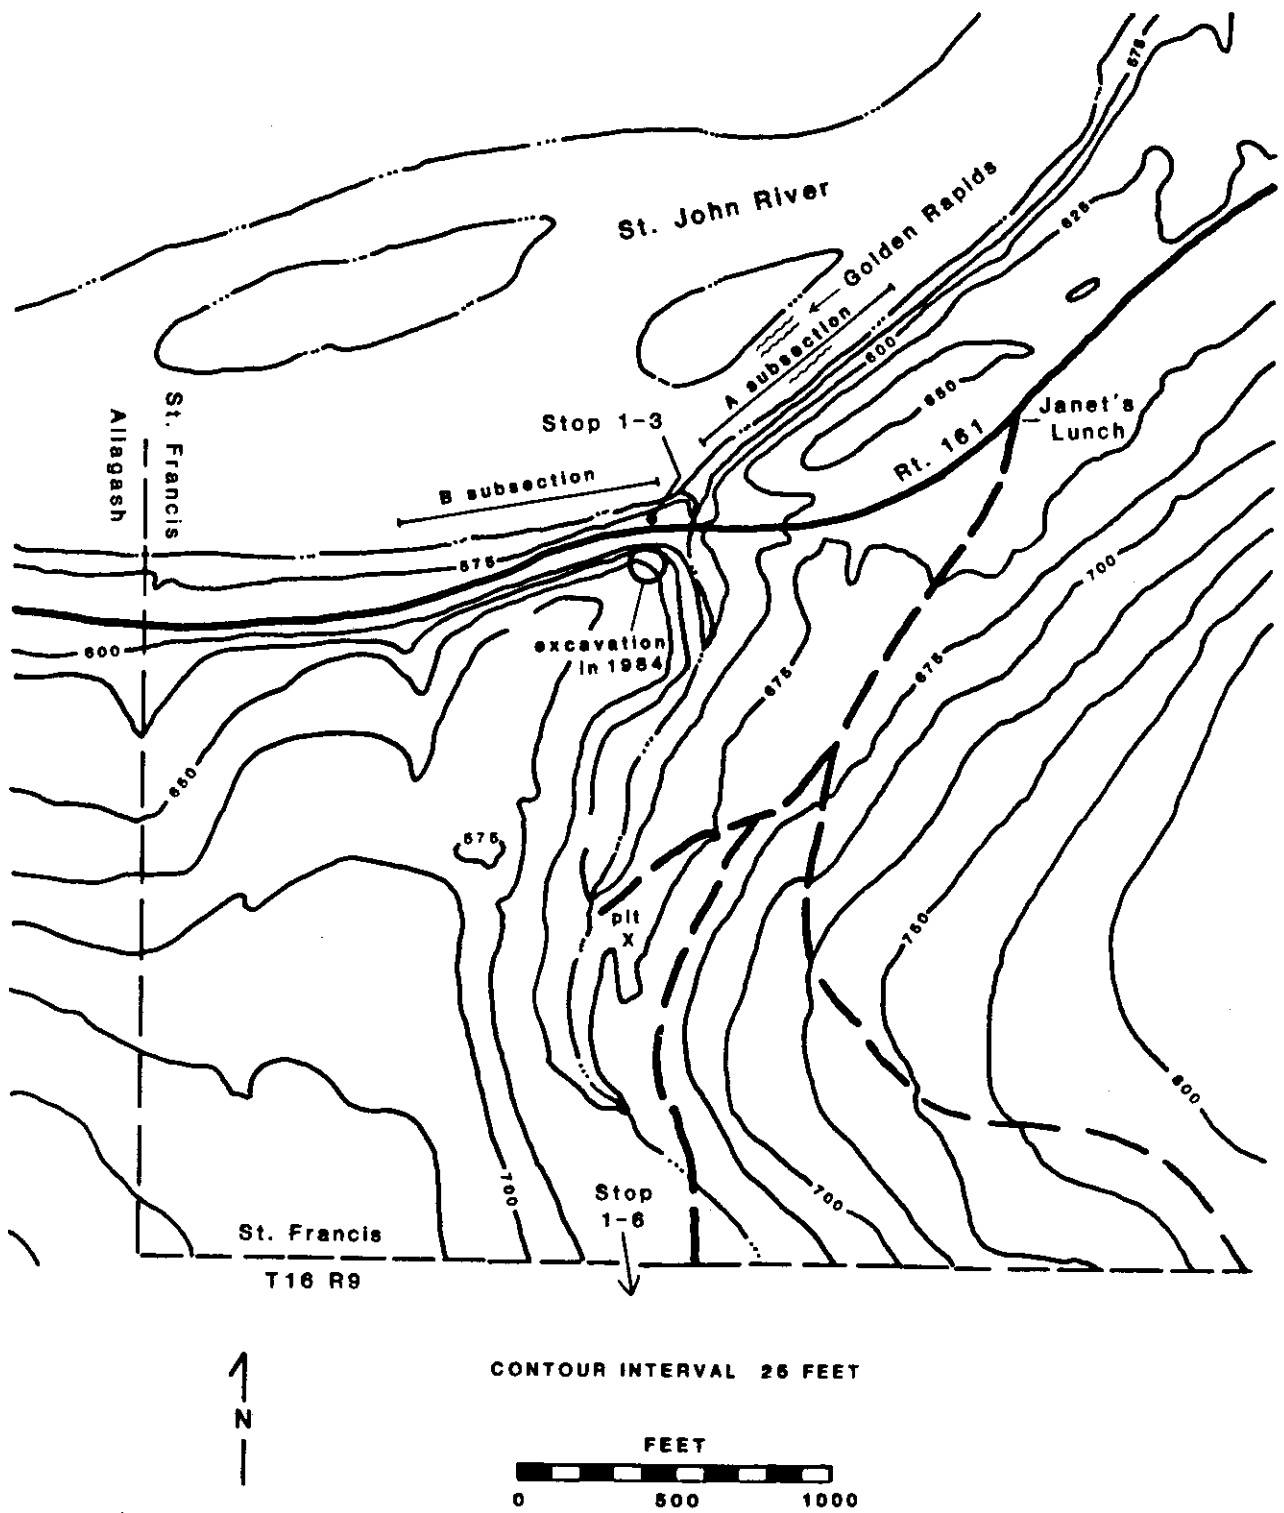 575
St. John River
Golden Rapids
625
A subsection
600
650
St. Francis
Allagash
Stop 1-3
Janet's
Lunch
Rt. 161
B subsection
575
700
excavation
in 1984
600
675
675
650
675
pit
X
750
800
Stop
1-6
700
700
St. Francis
T16 R9
CONTOUR INTERVAL 25 FEET
N
FEET
0 500 1000